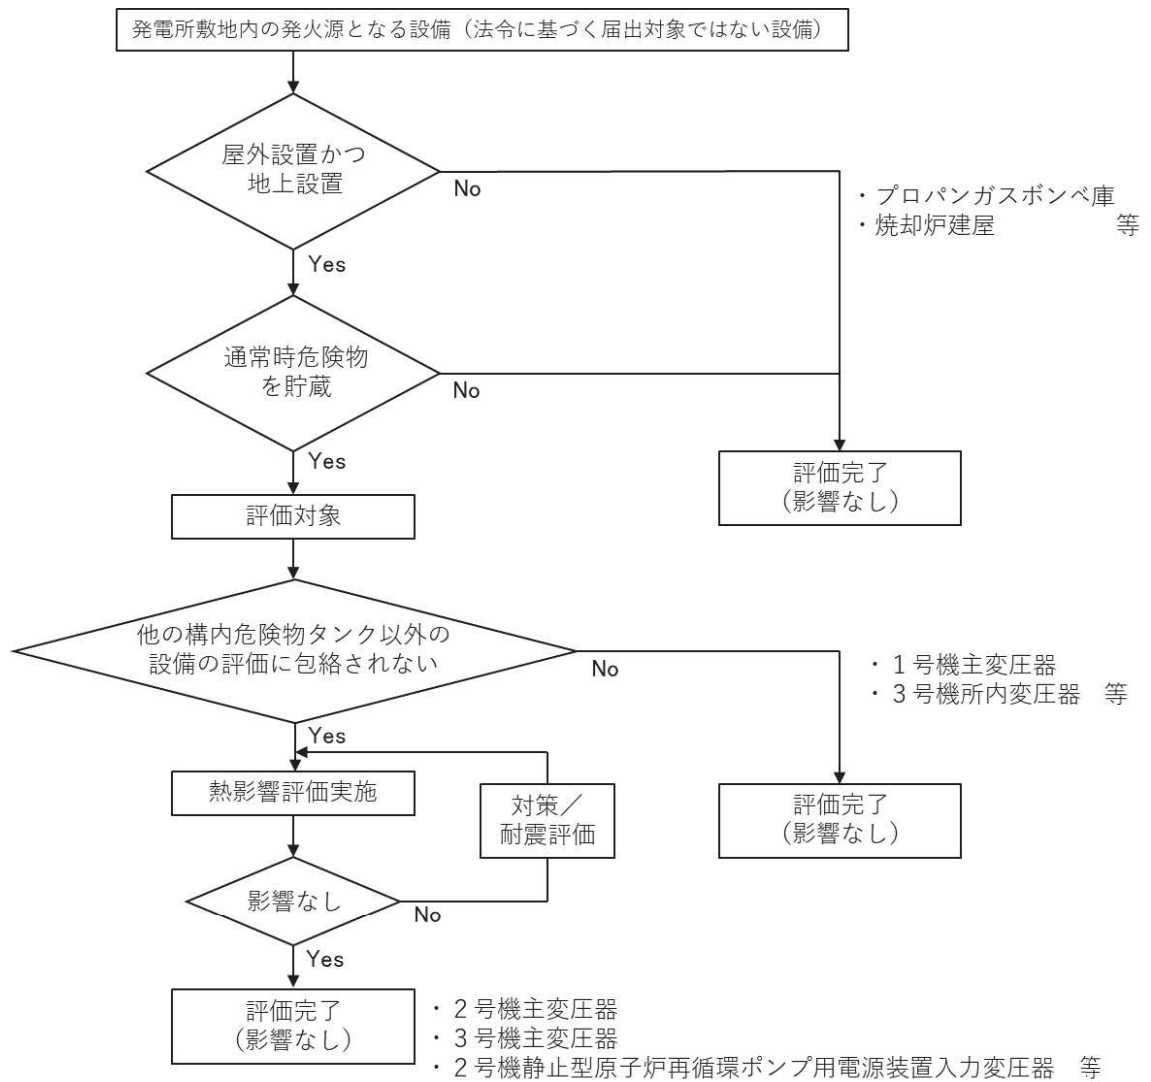 発電所敷地内の発火源となる設備（法令に基づく届出対象ではない設備）
屋外設置かつ
地上設置
No
・プロパンガスボンベ庫
・焼却炉建屋　　　　　等
Yes
通常時危険物
を貯蔵
No
Yes
評価完了
（影響なし）
評価対象
他の構内危険物タンク以外の
設備の評価に包絡されない
No
・１号機主変圧器
・３号機所内変圧器　等
Yes
熱影響評価実施
対策／
耐震評価
評価完了
（影響なし）
影響なし
No
Yes
評価完了
（影響なし）
・２号機主変圧器
・３号機主変圧器
・２号機静止型原子炉再循環ポンプ用電源装置入力変圧器　等